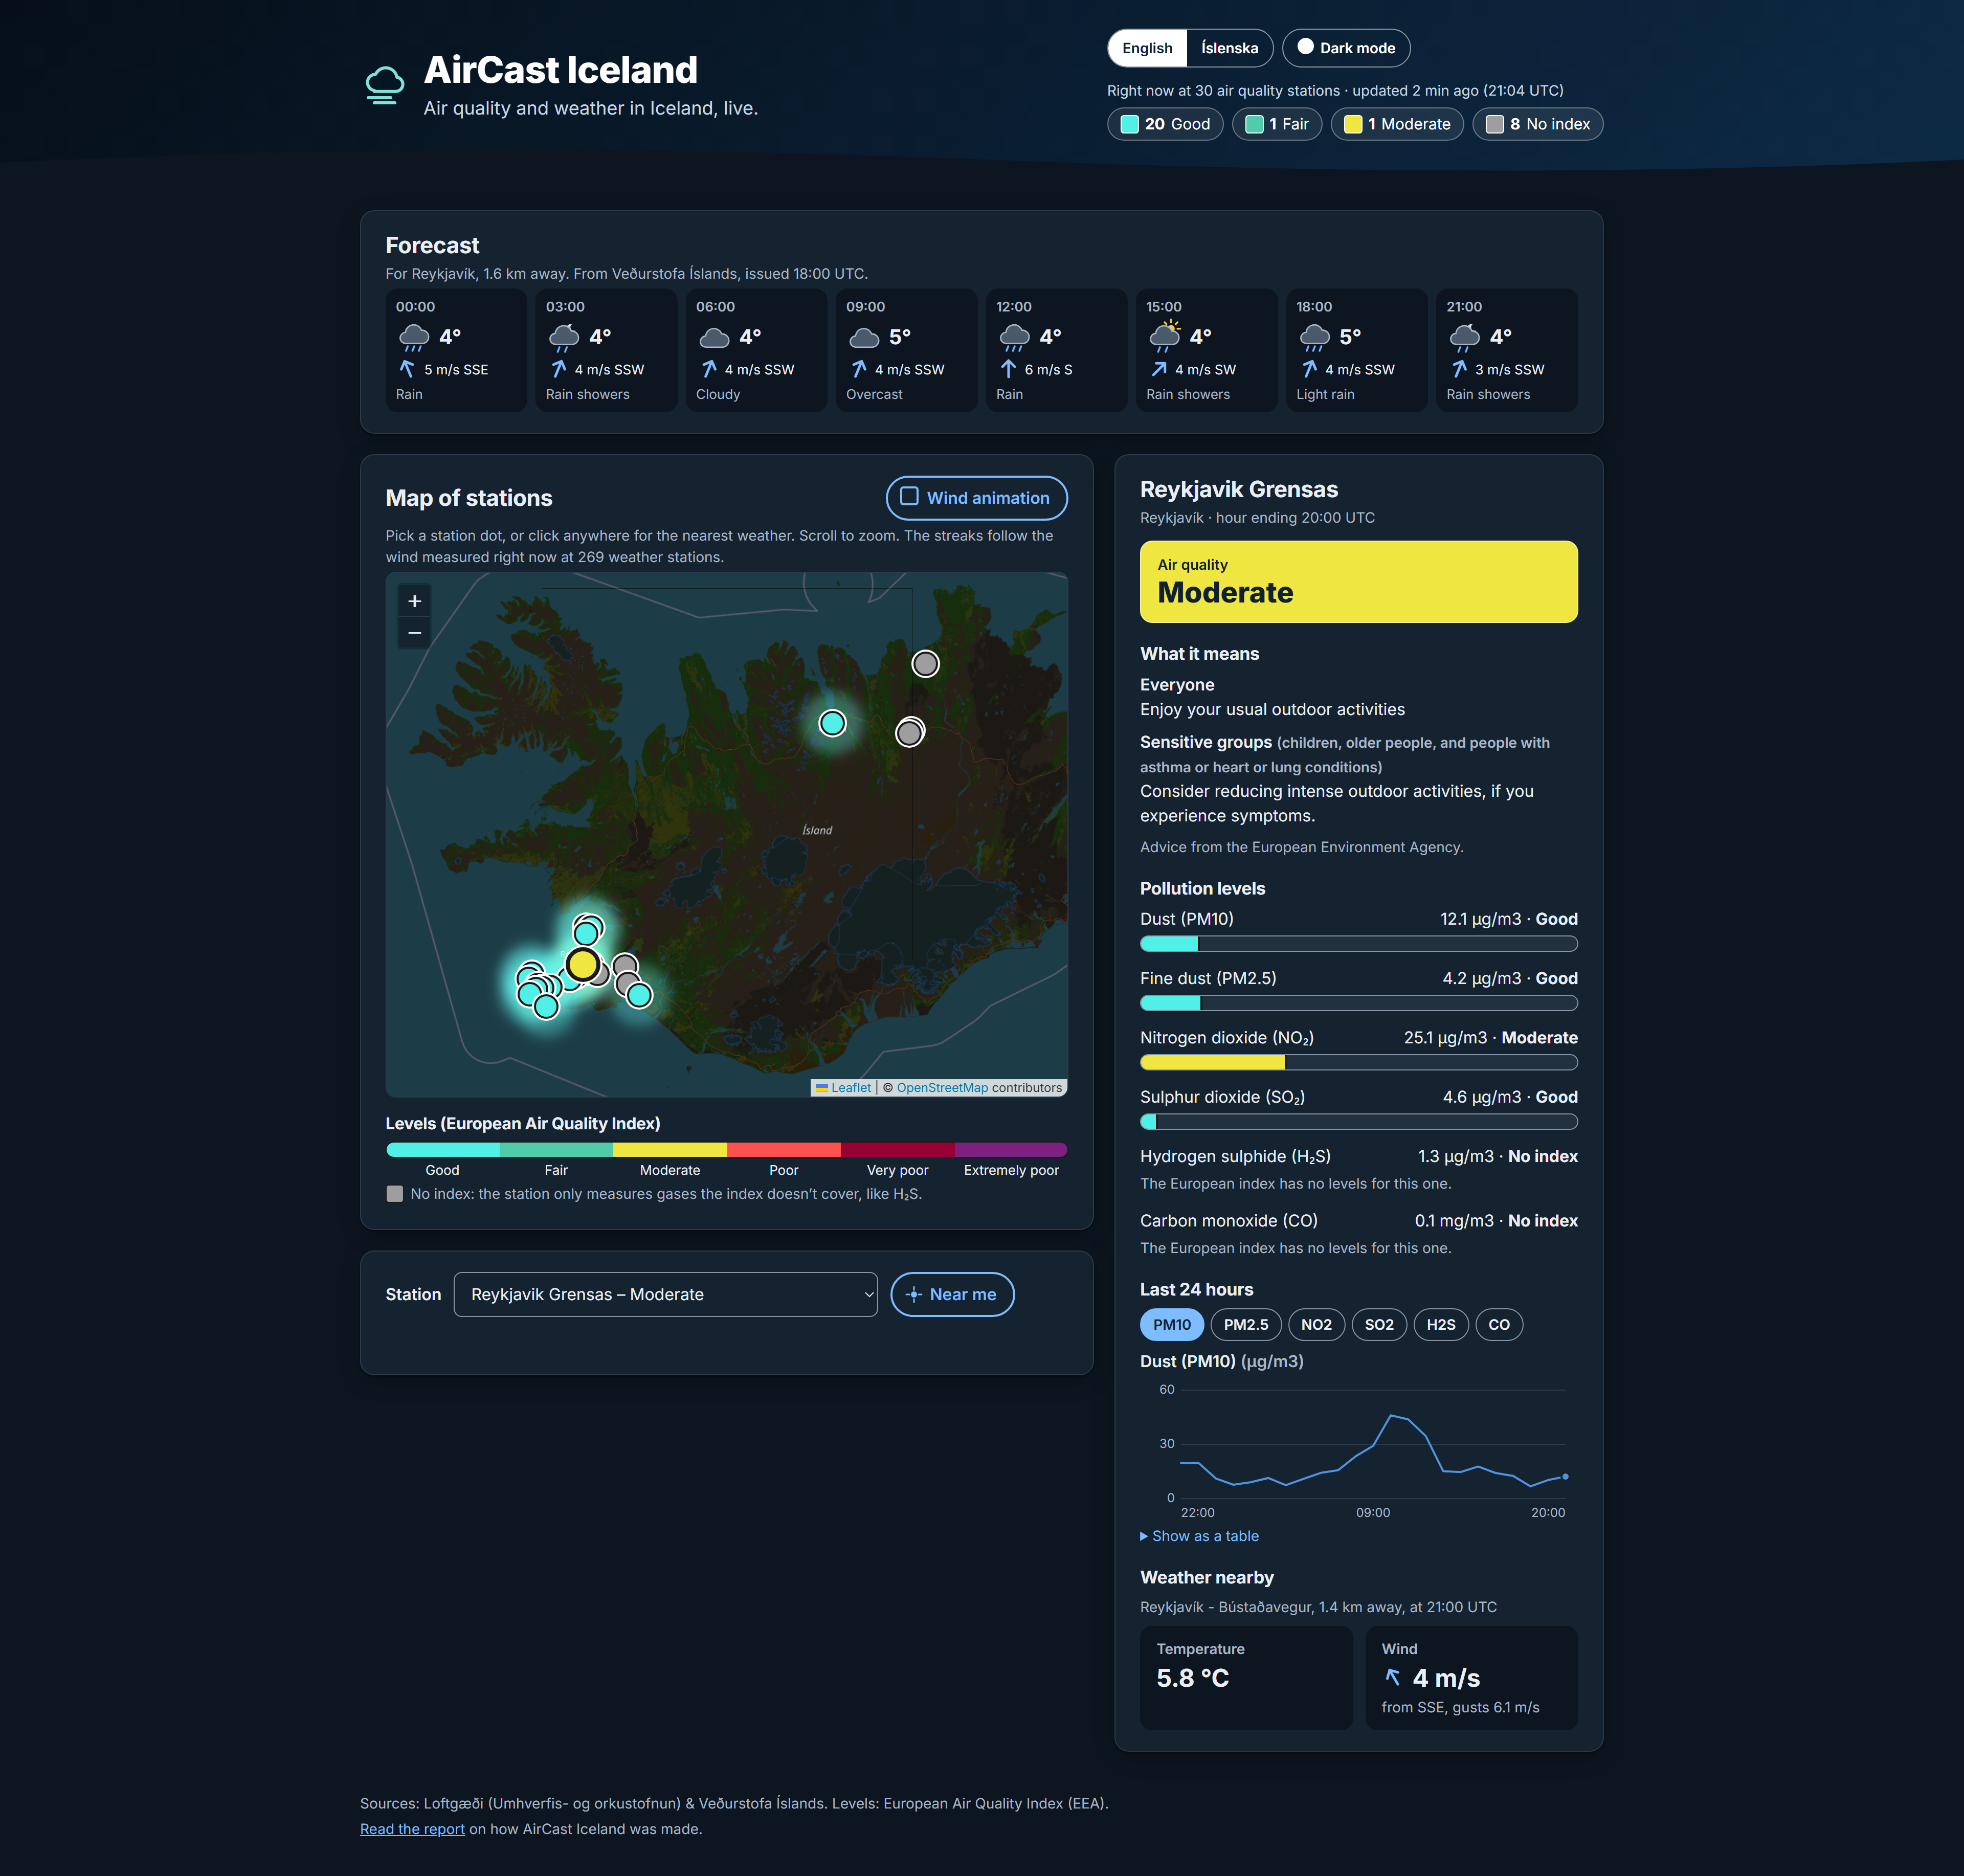 AirCast Iceland
Air quality and weather in Iceland, live.
English
Íslenska
Dark mode
Right now at 30 air quality stations · updated 2 min ago (21:04 UTC)
20 Good
1 Fair
1 Moderate
8 No index
Forecast
For Reykjavík, 1.6 km away. From Veðurstofa Íslands, issued 18:00 UTC.
00:00
4°
5 m/s SSE
Rain
03:00
4°
4 m/s SSW
Rain showers
06:00
4°
4 m/s SSW
Cloudy
09:00
5°
4 m/s SSW
Overcast
12:00
4°
6 m/s S
Rain
15:00
4°
4 m/s SW
Rain showers
18:00
5°
4 m/s SSW
Light rain
21:00
4°
3 m/s SSW
Rain showers
Map of stations
Wind animation
Pick a station dot, or click anywhere for the nearest weather. Scroll to zoom. The streaks follow the
wind measured right now at 269 weather stations.
+
−
Ísland
Leaflet | © OpenStreetMap contributors
Levels (European Air Quality Index)
Good
Fair
Moderate
Poor
Very poor
Extremely poor
No index: the station only measures gases the index doesn’t cover, like H₂S.
Station
Reykjavik Grensas – Moderate
Near me
Reykjavik Grensas
Reykjavík · hour ending 20:00 UTC
Air quality
Moderate
What it means
Everyone
Enjoy your usual outdoor activities
Sensitive groups (children, older people, and people with
asthma or heart or lung conditions)
Consider reducing intense outdoor activities, if you
experience symptoms.
Advice from the European Environment Agency.
Pollution levels
Dust (PM10) 12.1 µg/m3 · Good
Fine dust (PM2.5) 4.2 µg/m3 · Good
Nitrogen dioxide (NO₂) 25.1 µg/m3 · Moderate
Sulphur dioxide (SO₂) 4.6 µg/m3 · Good
Hydrogen sulphide (H₂S) 1.3 µg/m3 · No index
The European index has no levels for this one.
Carbon monoxide (CO) 0.1 mg/m3 · No index
The European index has no levels for this one.
Last 24 hours
PM10
PM2.5
NO2
SO2
H2S
CO
Dust (PM10) (µg/m3)
60
30
0
22:00
09:00
20:00
Show as a table
Weather nearby
Reykjavík - Bústaðavegur, 1.4 km away, at 21:00 UTC
Temperature
5.8 °C
Wind
4 m/s
from SSE, gusts 6.1 m/s
Sources: Loftgæði (Umhverfis- og orkustofnun) & Veðurstofa Íslands. Levels: European Air Quality Index (EEA).
Read the report on how AirCast Iceland was made.